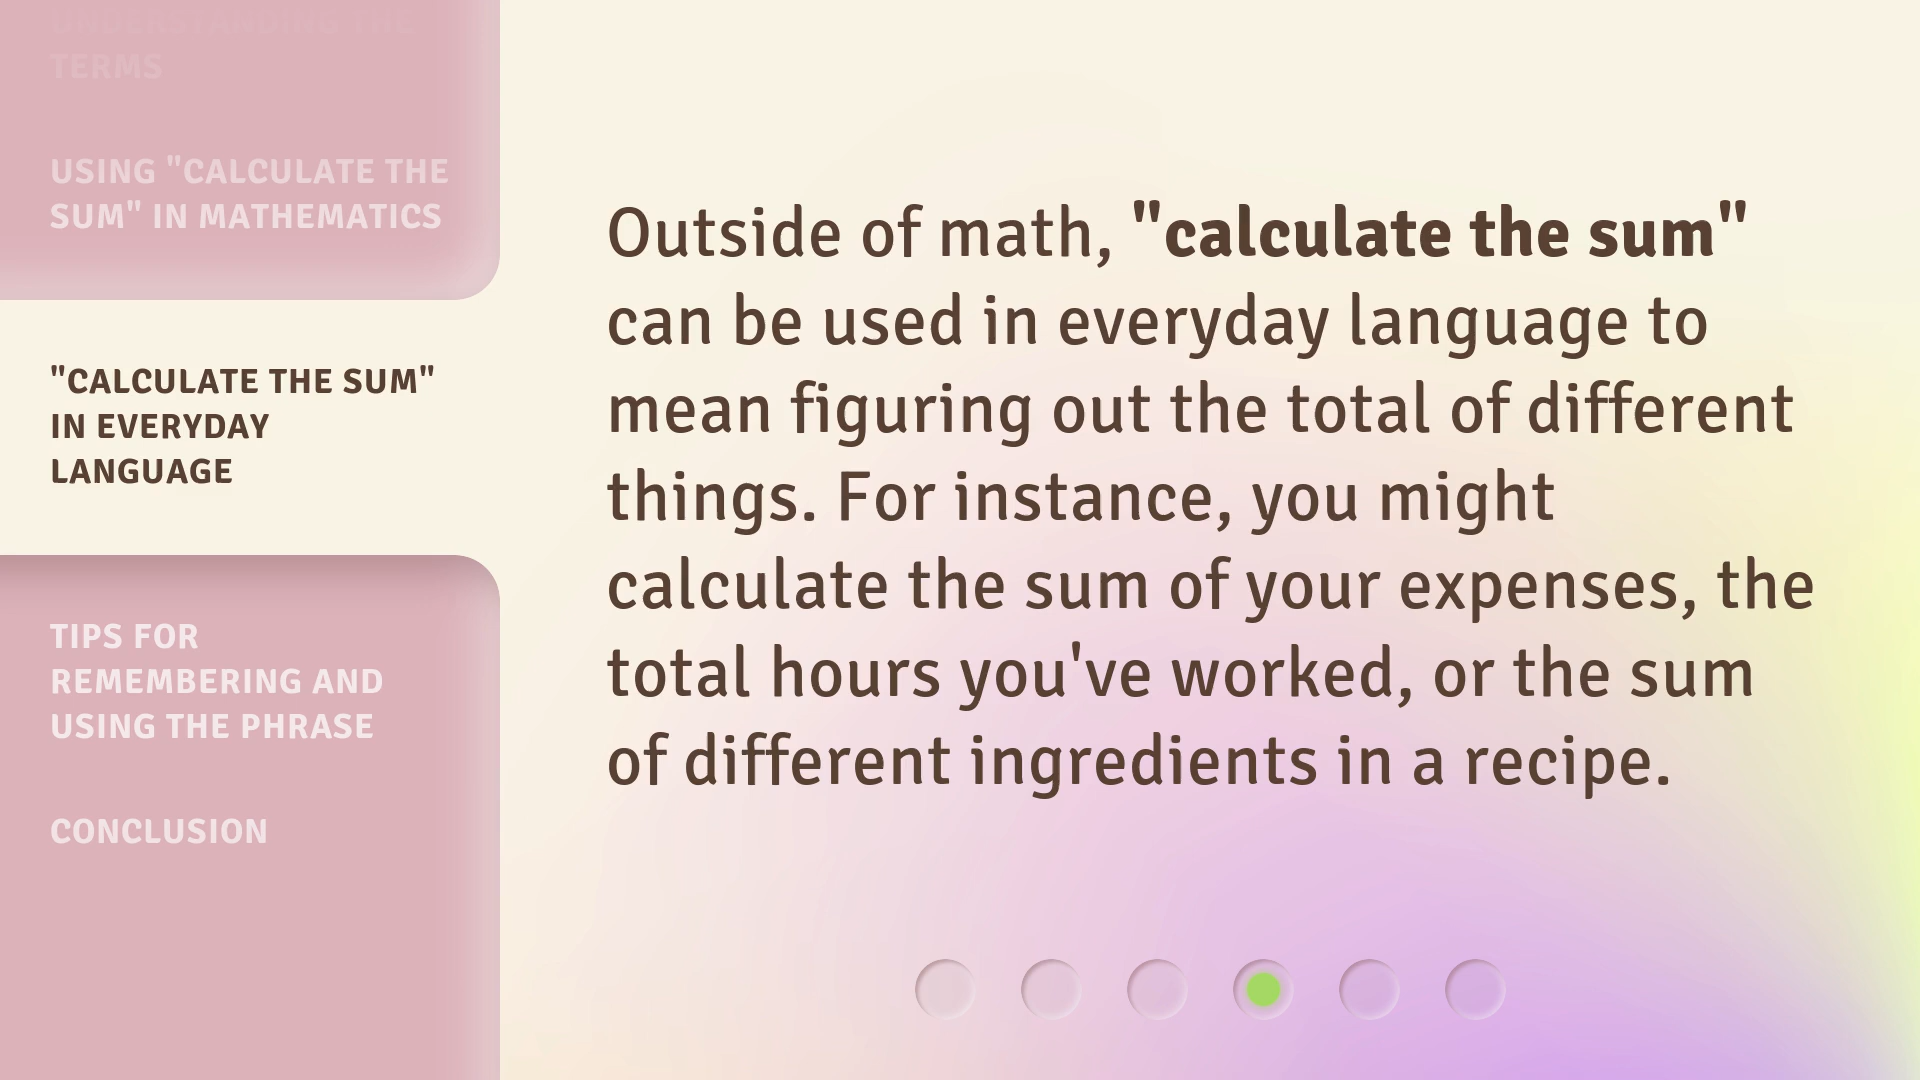 UNDERSTANDING THE
TERMS
USING "CALCULATE THE
SUM" IN MATHEMATICS
"CALCULATE THE SUM"
IN EVERYDAY
LANGUAGE
TIPS FOR
REMEMBERING AND
USING THE PHRASE
CONCLUSION
Outside of math, "calculate the sum"
can be used in everyday language to
mean figuring out the total of different
things. For instance, you might
calculate the sum of your expenses, the
total hours you've worked, or the sum
of different ingredients in a recipe.